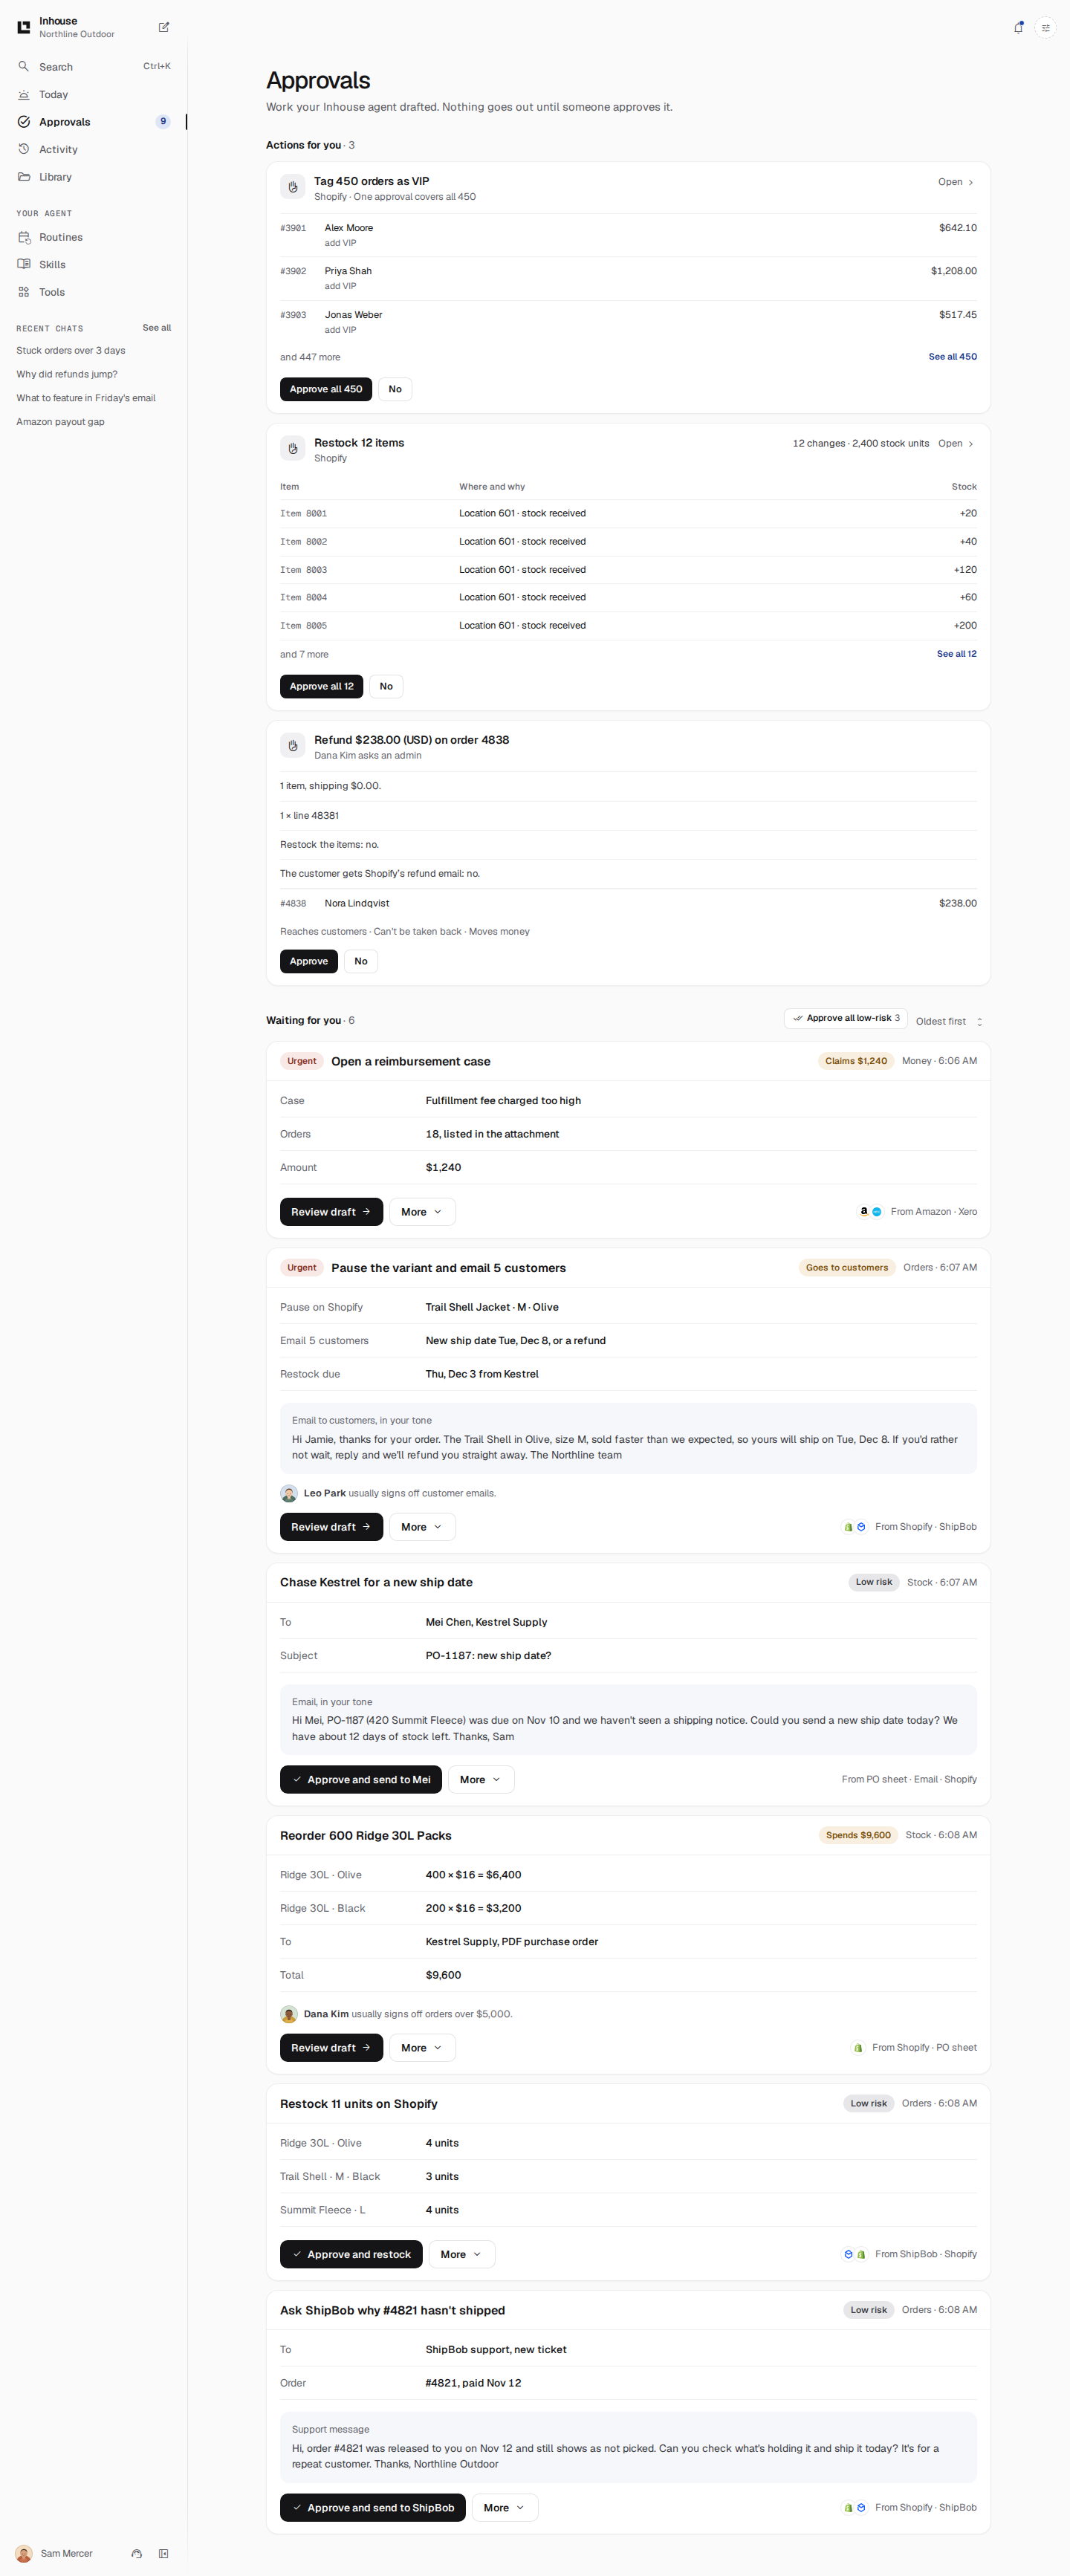 Inhouse
Northline Outdoor
Search Ctrl+K
Today
Approvals 9
Activity
Library
YOUR AGENT
Routines
Skills
Tools
RECENT CHATS See all
Stuck orders over 3 days
Why did refunds jump?
What to feature in Friday's email
Amazon payout gap
Sam Mercer
Approvals
Work your Inhouse agent drafted. Nothing goes out until someone approves it.
Actions for you · 3
Tag 450 orders as VIP Open
Shopify · One approval covers all 450
#3901 Alex Moore $642.10
add VIP
#3902 Priya Shah $1,208.00
add VIP
#3903 Jonas Weber $517.45
add VIP
and 447 more See all 450
Approve all 450 No
Restock 12 items 12 changes · 2,400 stock units Open
Shopify
Item Where and why Stock
Item 8001 Location 601 · stock received +20
Item 8002 Location 601 · stock received +40
Item 8003 Location 601 · stock received +120
Item 8004 Location 601 · stock received +60
Item 8005 Location 601 · stock received +200
and 7 more See all 12
Approve all 12 No
Refund $238.00 (USD) on order 4838
Dana Kim asks an admin
1 item, shipping $0.00.
1 × line 48381
Restock the items: no.
The customer gets Shopify's refund email: no.
#4838 Nora Lindqvist $238.00
Reaches customers · Can't be taken back · Moves money
Approve No
Waiting for you · 6 Approve all low-risk 3 Oldest first
Urgent Open a reimbursement case Claims $1,240 Money · 6:06 AM
Case Fulfillment fee charged too high
Orders 18, listed in the attachment
Amount $1,240
Review draft More From Amazon · Xero
Urgent Pause the variant and email 5 customers Goes to customers Orders · 6:07 AM
Pause on Shopify Trail Shell Jacket · M · Olive
Email 5 customers New ship date Tue, Dec 8, or a refund
Restock due Thu, Dec 3 from Kestrel
Email to customers, in your tone
Hi Jamie, thanks for your order. The Trail Shell in Olive, size M, sold faster than we expected, so yours will ship on Tue, Dec 8. If you'd rather
not wait, reply and we'll refund you straight away. The Northline team
Leo Park usually signs off customer emails.
Review draft More From Shopify · ShipBob
Chase Kestrel for a new ship date Low risk Stock · 6:07 AM
To Mei Chen, Kestrel Supply
Subject PO-1187: new ship date?
Email, in your tone
Hi Mei, PO-1187 (420 Summit Fleece) was due on Nov 10 and we haven't seen a shipping notice. Could you send a new ship date today? We
have about 12 days of stock left. Thanks, Sam
Approve and send to Mei More From PO sheet · Email · Shopify
Reorder 600 Ridge 30L Packs Spends $9,600 Stock · 6:08 AM
Ridge 30L · Olive 400 × $16 = $6,400
Ridge 30L · Black 200 × $16 = $3,200
To Kestrel Supply, PDF purchase order
Total $9,600
Dana Kim usually signs off orders over $5,000.
Review draft More From Shopify · PO sheet
Restock 11 units on Shopify Low risk Orders · 6:08 AM
Ridge 30L · Olive 4 units
Trail Shell · M · Black 3 units
Summit Fleece · L 4 units
Approve and restock More From ShipBob · Shopify
Ask ShipBob why #4821 hasn't shipped Low risk Orders · 6:08 AM
To ShipBob support, new ticket
Order #4821, paid Nov 12
Support message
Hi, order #4821 was released to you on Nov 12 and still shows as not picked. Can you check what's holding it and ship it today? It's for a
repeat customer. Thanks, Northline Outdoor
Approve and send to ShipBob More From Shopify · ShipBob